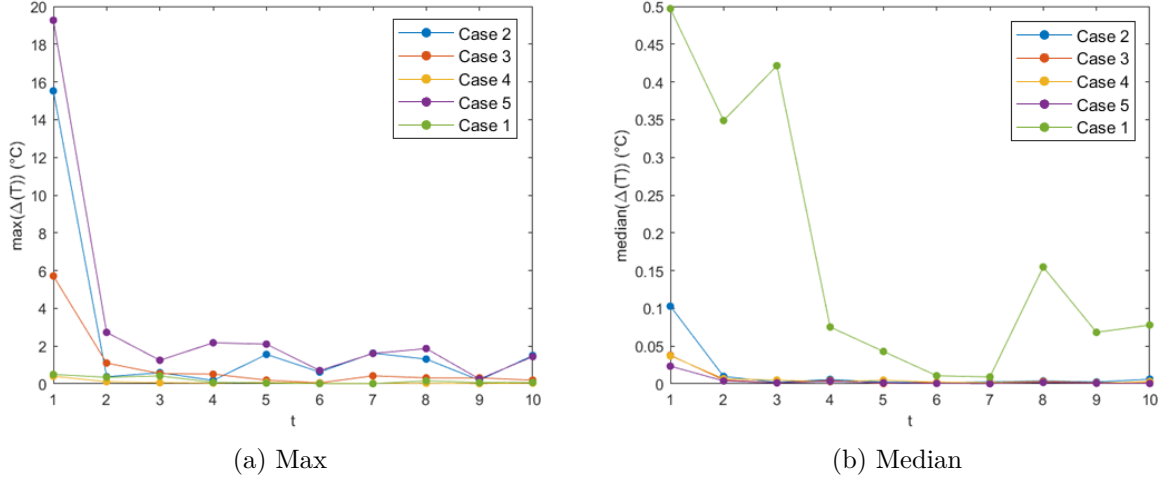 20
18
16
14
12
10
8
6
4
2
0
max(Δ(T)) (°C)
1 2 3 4 5 6 7 8 9 10
t
Case 2
Case 3
Case 4
Case 5
Case 1
(a) Max
0.5
0.45
0.4
0.35
0.3
0.25
0.2
0.15
0.1
0.05
0
median(Δ(T)) (°C)
1 2 3 4 5 6 7 8 9 10
t
Case 2
Case 3
Case 4
Case 5
Case 1
(b) Median